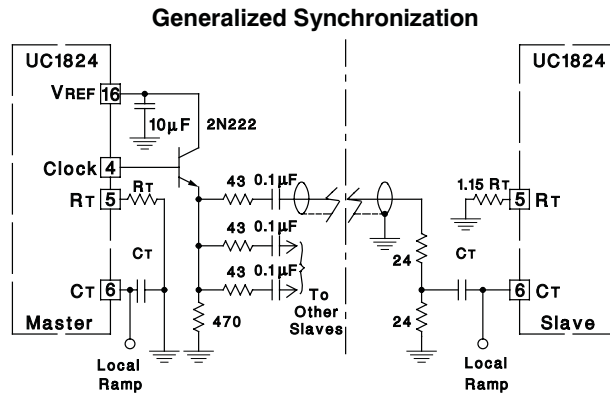 Generalized Synchronization
UC1824
UC1824
VREF 16
10µF
2N222
Clock 4
43 0.1µF
RT 5 RT
1.15 RT 5 RT
43 0.1µF
24
CT
CT
43 0.1µF
CT 6
6 CT
To
Other
Slaves
24
470
Master
Slave
Local
Ramp
Local
Ramp